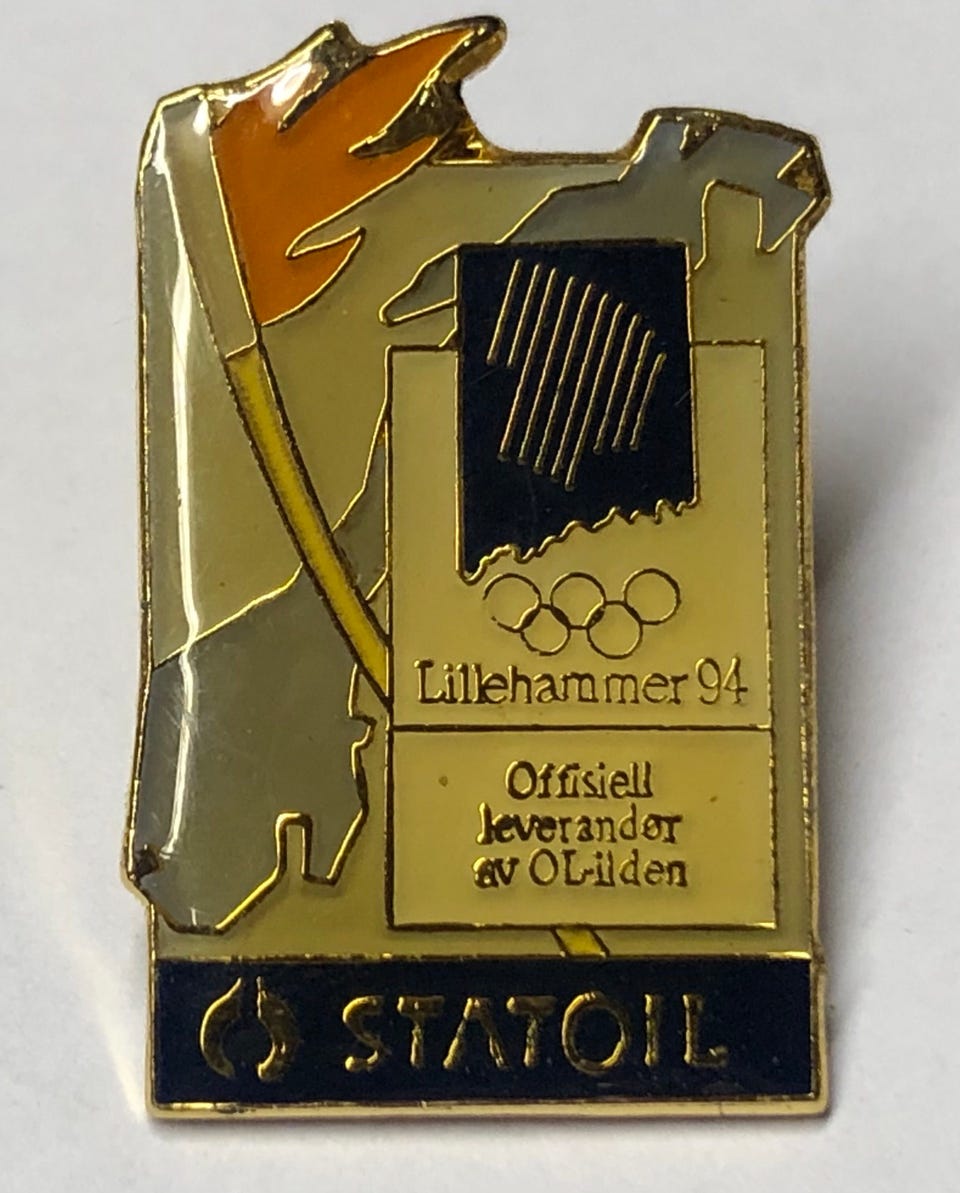 Lillehammer 94
Offisiell
leverandør
av OL-ilden
STATOIL